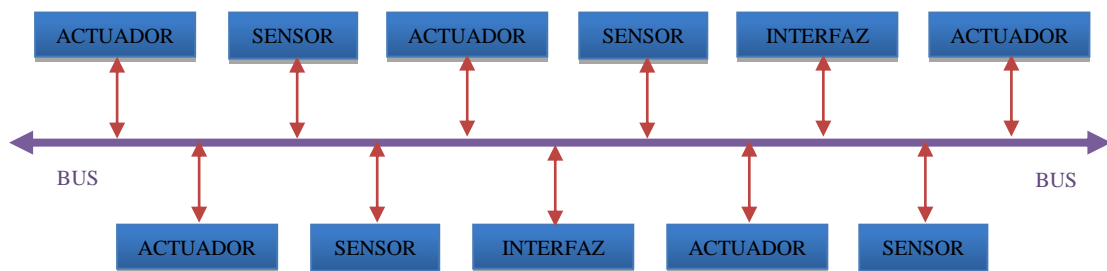 ACTUADOR SENSOR ACTUADOR SENSOR INTERFAZ ACTUADOR
BUS BUS
ACTUADOR SENSOR INTERFAZ ACTUADOR SENSOR